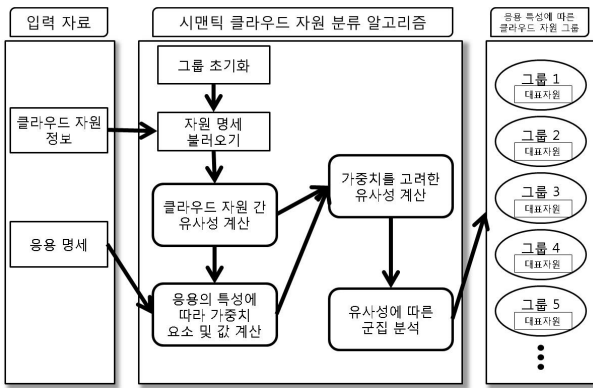 입력 자료
클라우드 자원
정보
응용 명세
시맨틱 클라우드 자원 분류 알고리즘
그룹 초기화
자원 명세
불러오기
클라우드 자원 간
유사성 계산
응용의 특성에
따라 가중치
요소 및 값 계산
가중치를 고려한
유사성 계산
유사성에 따른
군집 분석
응용 특성에 따른
클라우드 자원 그룹
그룹 1
대표자원
그룹 2
대표자원
그룹 3
대표자원
그룹 4
대표자원
그룹 5
대표자원